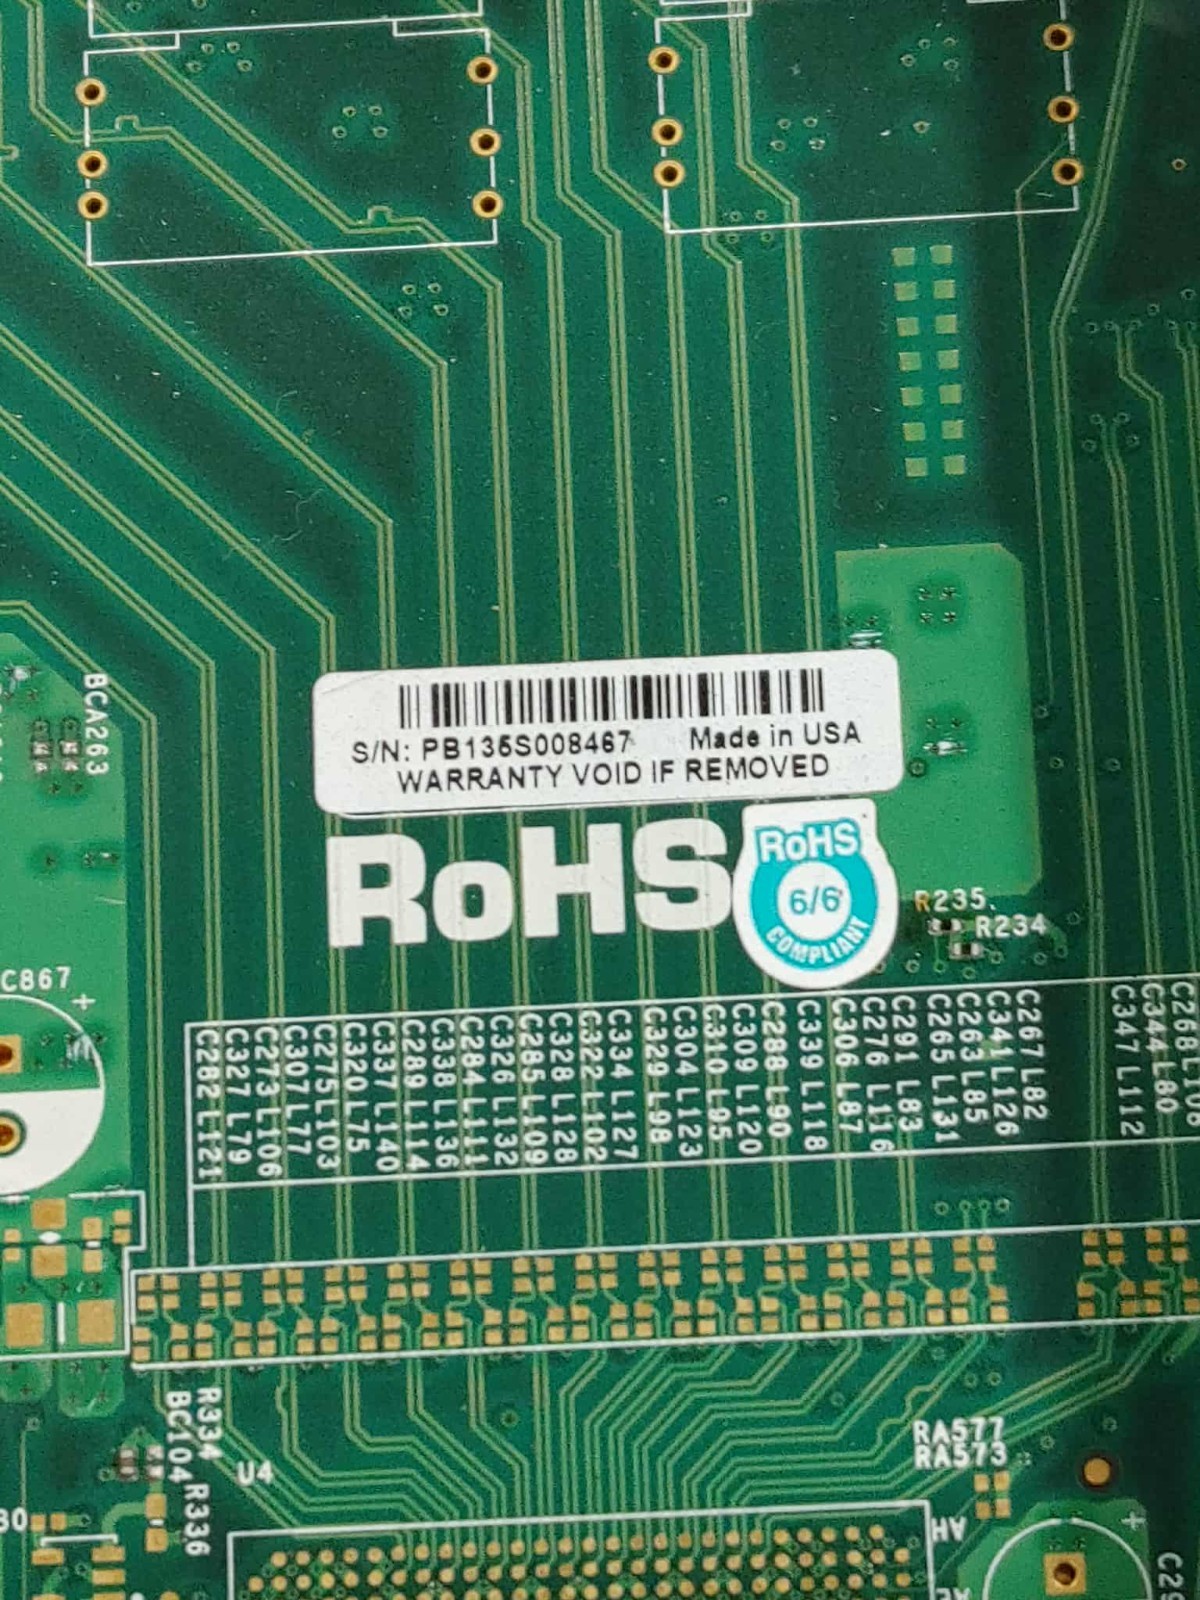 BCA263
S/N: PB135S008467 Made in USA
WARRANTY VOID IF REMOVED
RoHS
RoHS
6/6
COMPLIANT
R235.
R234
C867
+
C282 L121
C327 L79
C273 L106
C307 L77
C275 L103
C320 L75
C337 L140
C289 L114
C338 L136
C284 L111
C326 L132
C285 L109
C328 L128
C322 L102
C334 L127
C329 L98
C304 L123
C310 L95
C309 L120
C288 L90
C339 L118
C306 L87
C276 L116
C291 L83
C265 L131
C263 L85
C341 L126
C267 L82
C347 L112
C344 L80
C268 L108
R334
BC104 R336
U4
RA577
RA573
AH
+